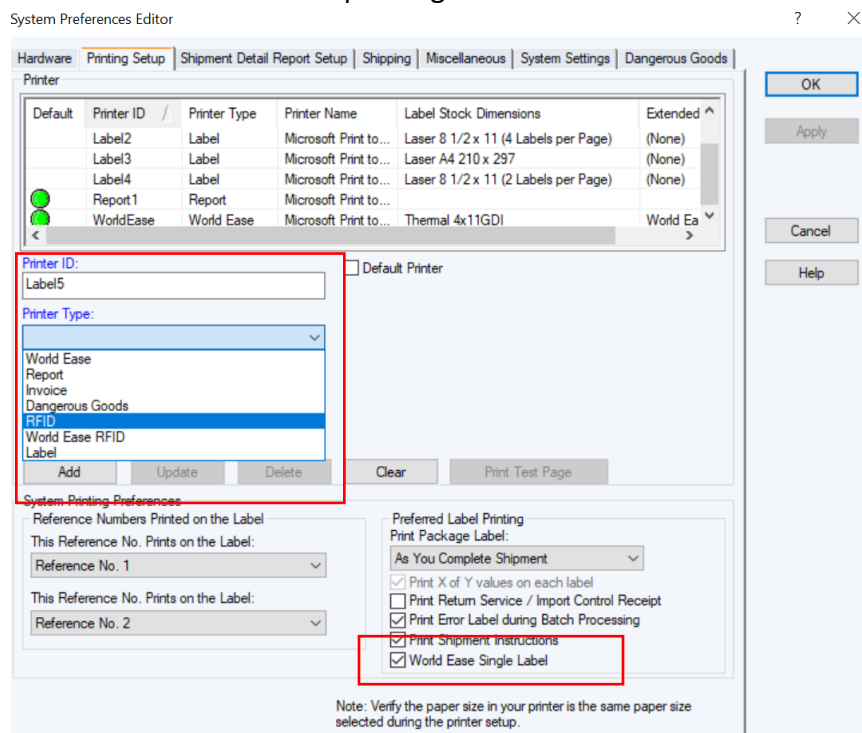 System Preferences Editor ? ×
Hardware Printing Setup Shipment Detail Report Setup Shipping Miscellaneous System Settings Dangerous Goods
Printer
OK
Default Printer ID / Printer Type Printer Name Label Stock Dimensions Extended
Label2 Label Microsoft Print to... Laser 8 1/2 x 11 (4 Labels per Page) (None)
Apply
Label3 Label Microsoft Print to... Laser A4 210 x 297 (None)
Label4 Label Microsoft Print to... Laser 8 1/2 x 11 (2 Labels per Page) (None)
Report1 Report Microsoft Print to...
WorldEase World Ease Microsoft Print to... Thermal 4x11GDI World Ea
Cancel
Printer ID:
Default Printer
Help
Label5
Printer Type:
World Ease
Report
Invoice
Dangerous Goods
RFID
World Ease RFID
Label
Add Update Delete Clear Print Test Page
System Printing Preferences
Reference Numbers Printed on the Label
This Reference No. Prints on the Label:
Reference No. 1
This Reference No. Prints on the Label:
Reference No. 2
Preferred Label Printing
Print Package Label:
As You Complete Shipment
Print X of Y values on each label
Print Return Service / Import Control Receipt
Print Error Label during Batch Processing
Print Shipment Instructions
World Ease Single Label
Note: Verify the paper size in your printer is the same paper size
selected during the printer setup.